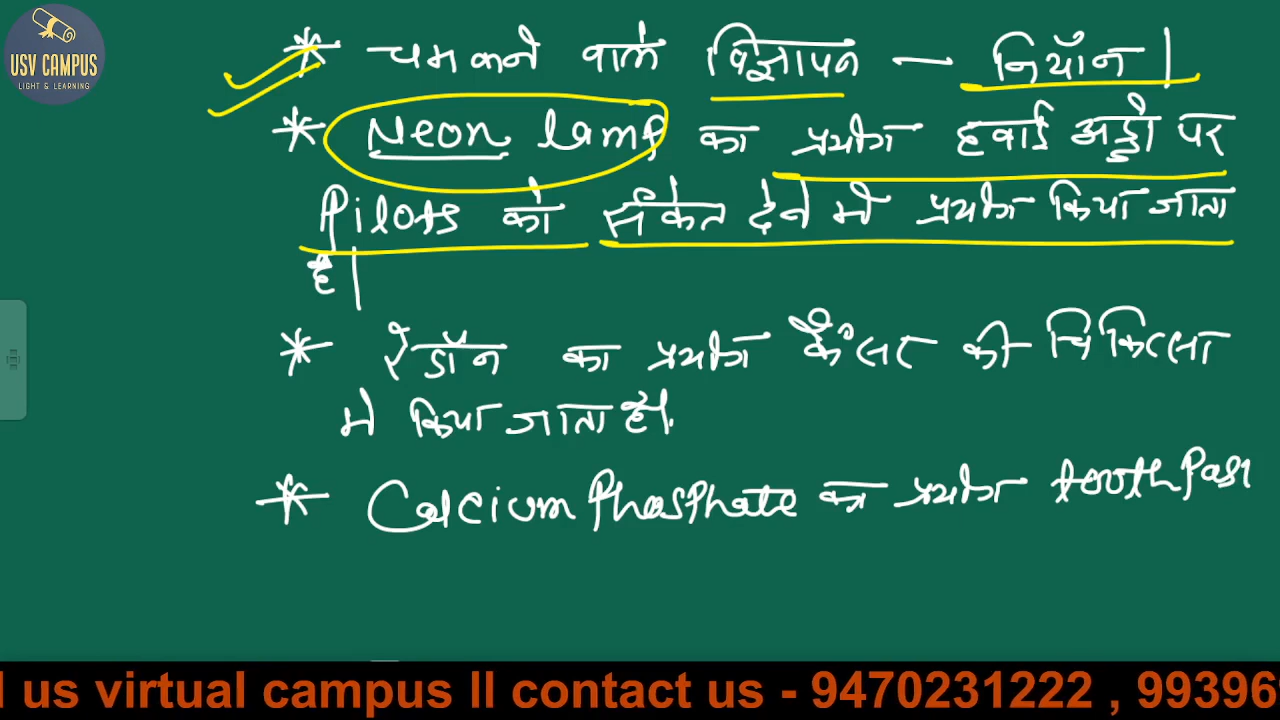 USV CAMPUS
LIGHT & LEARNING
* चमकने वाले विज्ञापन — नियॉन|
* Neon lamp का प्रयोग हवाई अड्डो पर
Pilots को संकेत देने मे प्रयोग किया जाता
है|
* रेडॉन का प्रयोग कैंसर की चिकित्सा
मे किया जाता है।
* Calcium Phosphate का प्रयोग toothPast
l us virtual campus II contact us - 9470231222 , 99396